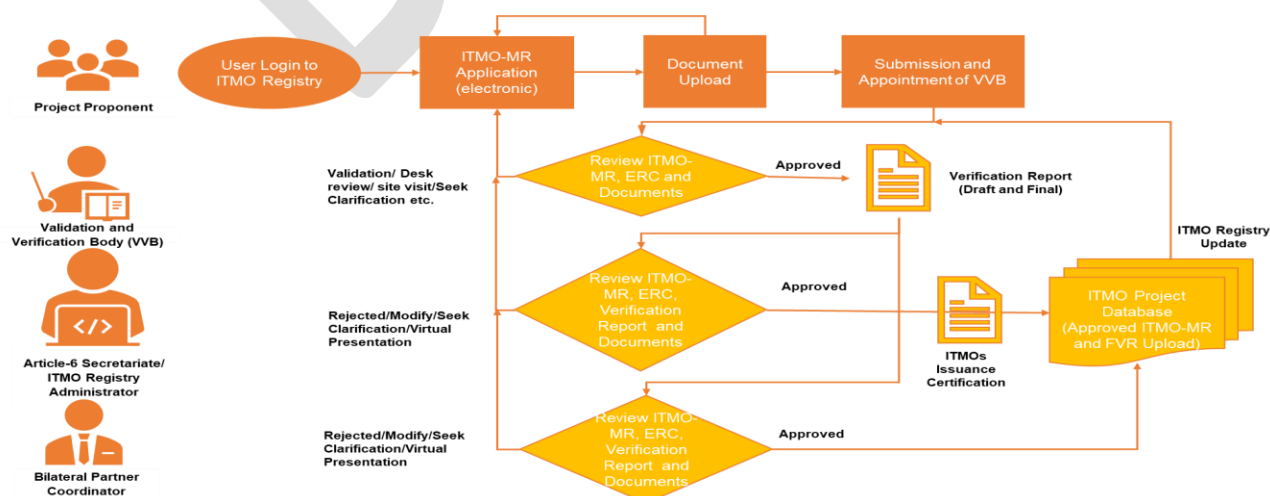 User Login to
ITMO Registry
ITMO-MR
Application
(electronic)
Document
Upload
Submission and
Appointment of VVB
Project Proponent
Validation/ Desk
review/ site visit/Seek
Clarification etc.
Review ITMO-
MR, ERC and
Documents
Approved
Verification Report
(Draft and Final)
Validation and
Verification Body (VVB)
ITMO Registry
Update
Rejected/Modify/Seek
Clarification/Virtual
Presentation
Review ITMO-
MR, ERC,
Verification
Report and
Documents
Approved
ITMOs
Issuance
Certification
ITMO Project
Database
(Approved ITMO-MR
and FVR Upload)
</>
Article-6 Secretariate/
ITMO Registry
Administrator
Rejected/Modify/Seek
Clarification/Virtual
Presentation
Review ITMO-
MR, ERC,
Verification
Report and
Documents
Approved
Bilateral Partner
Coordinator